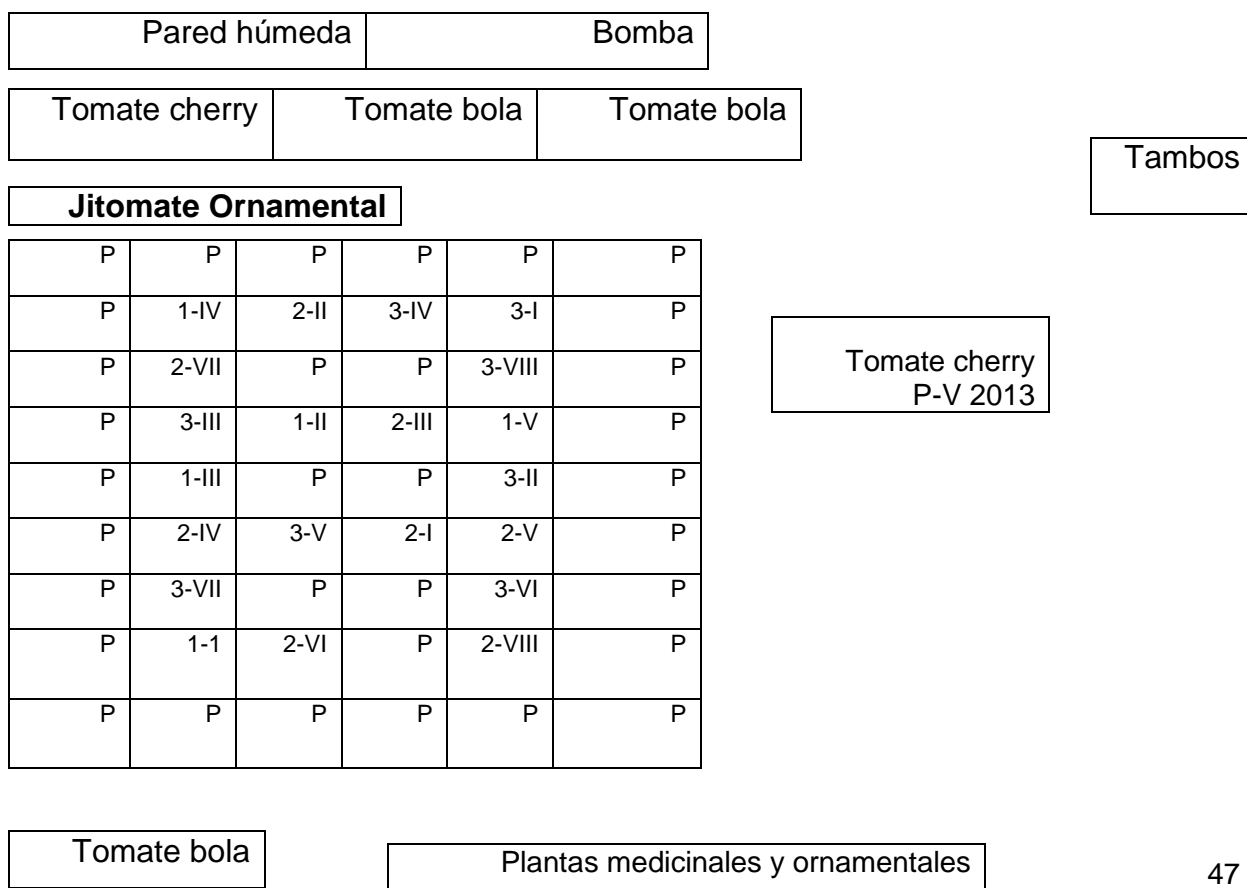 Pared húmeda Bomba
Tomate cherry Tomate bola Tomate bola
Tambos
Jitomate Ornamental
P P P P P P
P 1-IV 2-II 3-IV 3-I P
P 2-VII P P 3-VIII P
P 3-III 1-II 2-III 1-V P
P 1-III P P 3-II P
P 2-IV 3-V 2-I 2-V P
P 3-VII P P 3-VI P
P 1-1 2-VI P 2-VIII P
P P P P P P
Tomate cherry
P-V 2013
Tomate bola
Plantas medicinales y ornamentales
47